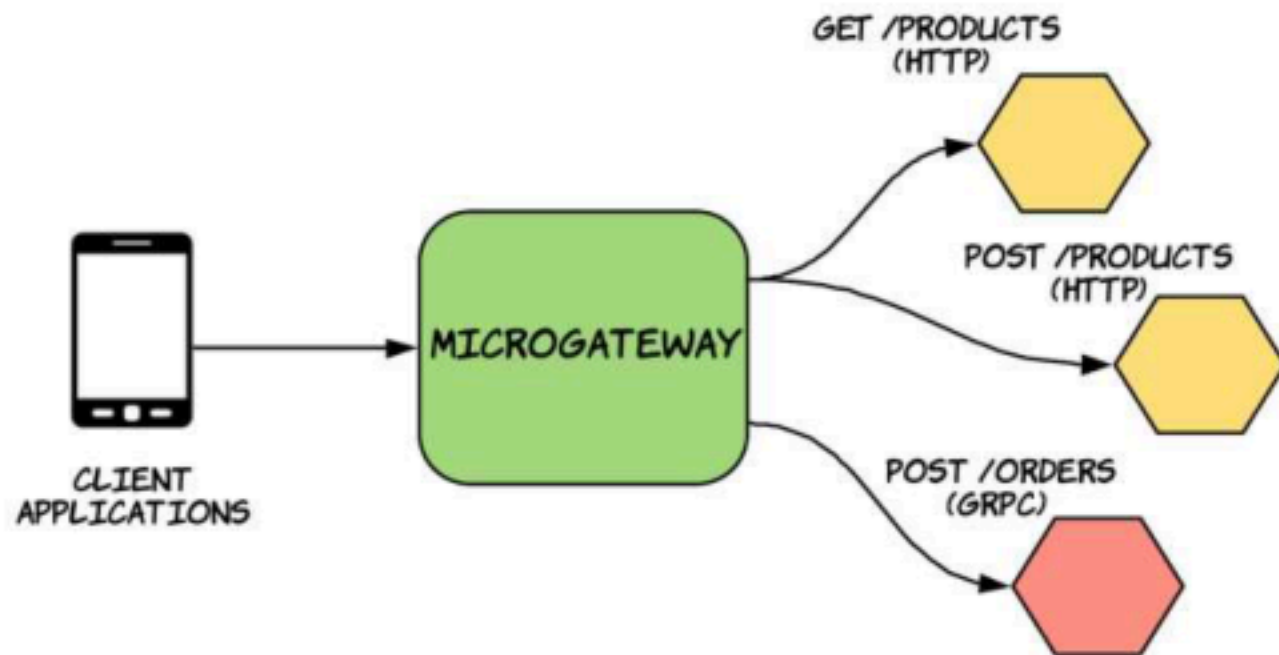 GET /PRODUCTS
(HTTP)
POST /PRODUCTS
(HTTP)
MICROGATEWAY
CLIENT
APPLICATIONS
POST /ORDERS
(GRPC)